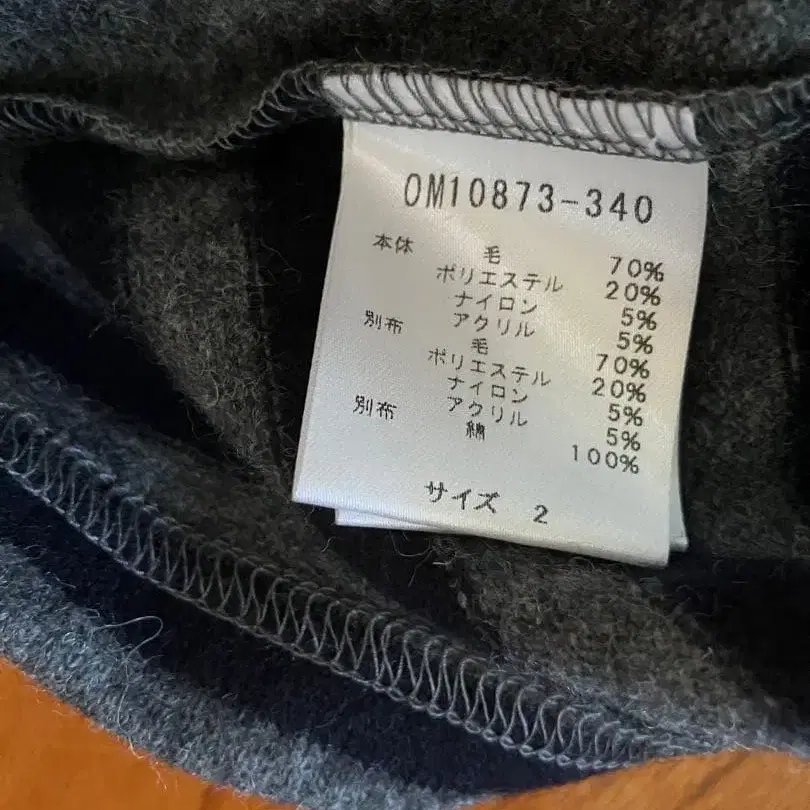 OM10873-340
本体 毛 70%
ポリエステル 20%
ナイロン 5%
アクリル 5%
別布 毛 70%
ポリエステル 20%
ナイロン 5%
アクリル 5%
別布 綿 100%
サイズ 2